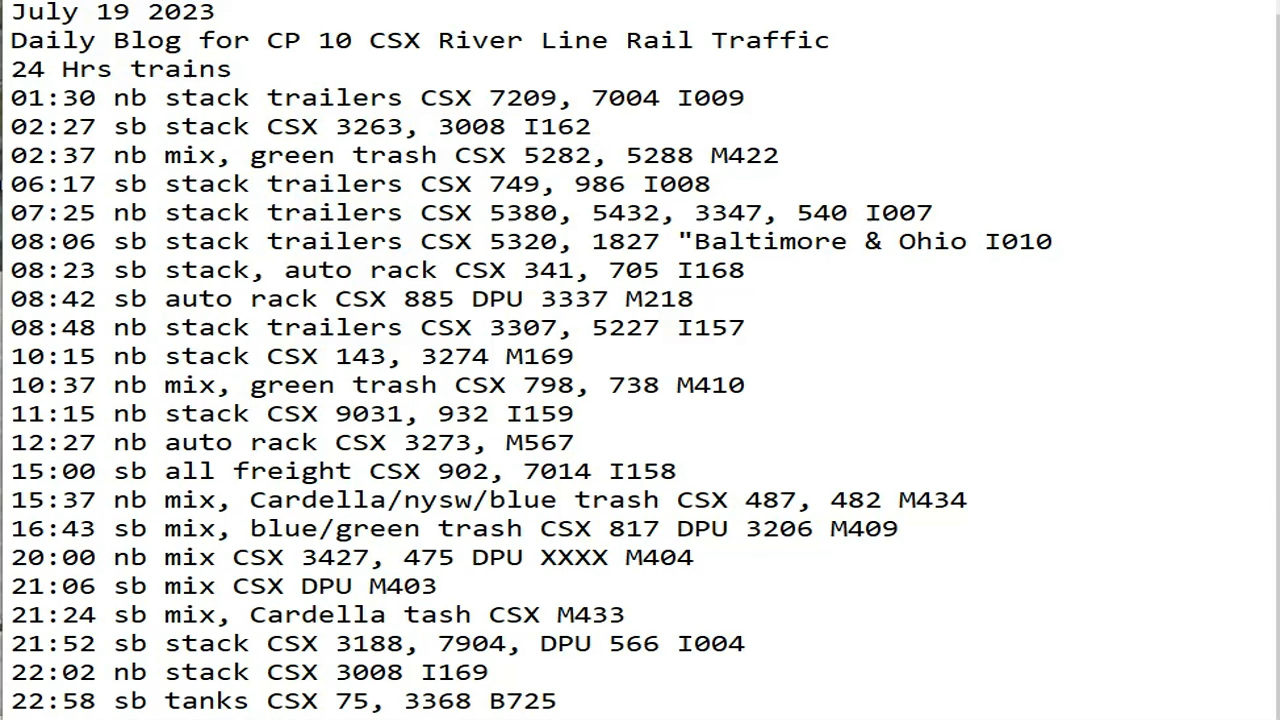 July 19 2023
Daily Blog for CP 10 CSX River Line Rail Traffic
24 Hrs trains
01:30 nb stack trailers CSX 7209, 7004 I009
02:27 sb stack CSX 3263, 3008 I162
02:37 nb mix, green trash CSX 5282, 5288 M422
06:17 sb stack trailers CSX 749, 986 I008
07:25 nb stack trailers CSX 5380, 5432, 3347, 540 I007
08:06 sb stack trailers CSX 5320, 1827 "Baltimore & Ohio I010
08:23 sb stack, auto rack CSX 341, 705 I168
08:42 sb auto rack CSX 885 DPU 3337 M218
08:48 nb stack trailers CSX 3307, 5227 I157
10:15 nb stack CSX 143, 3274 M169
10:37 nb mix, green trash CSX 798, 738 M410
11:15 nb stack CSX 9031, 932 I159
12:27 nb auto rack CSX 3273, M567
15:00 sb all freight CSX 902, 7014 I158
15:37 nb mix, Cardella/nysw/blue trash CSX 487, 482 M434
16:43 sb mix, blue/green trash CSX 817 DPU 3206 M409
20:00 nb mix CSX 3427, 475 DPU XXXX M404
21:06 sb mix CSX DPU M403
21:24 sb mix, Cardella tash CSX M433
21:52 sb stack CSX 3188, 7904, DPU 566 I004
22:02 nb stack CSX 3008 I169
22:58 sb tanks CSX 75, 3368 B725